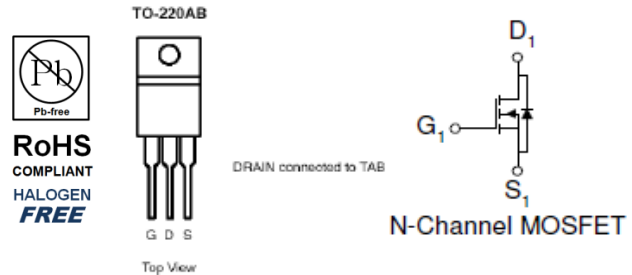 TO-220AB
Pb
Pb-free
RoHS
COMPLIANT
HALOGEN
FREE
DRAIN connected to TAB
G D S
Top View
D1
G1
S1
N-Channel MOSFET